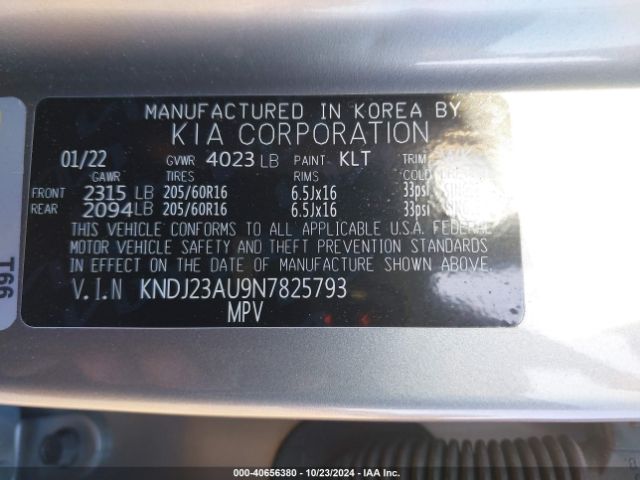 MANUFACTURED IN KOREA BY
KIA CORPORATION
01/22 GVWR 4023 LB PAINT KLT TRIM
GAWR TIRES RIMS COLD
FRONT 2315 LB 205/60R16 6.5Jx16 33psi
REAR 2094 LB 205/60R16 6.5Jx16 33psi
THIS VEHICLE CONFORMS TO ALL APPLICABLE U.S.A. FEDERAL
MOTOR VEHICLE SAFETY AND THEFT PREVENTION STANDARDS
IN EFFECT ON THE DATE OF MANUFACTURE SHOWN ABOVE.
V.I.N KNDJ23AU9N7825793
MPV
000-40656380 • 10/23/2024 • IAA Inc.